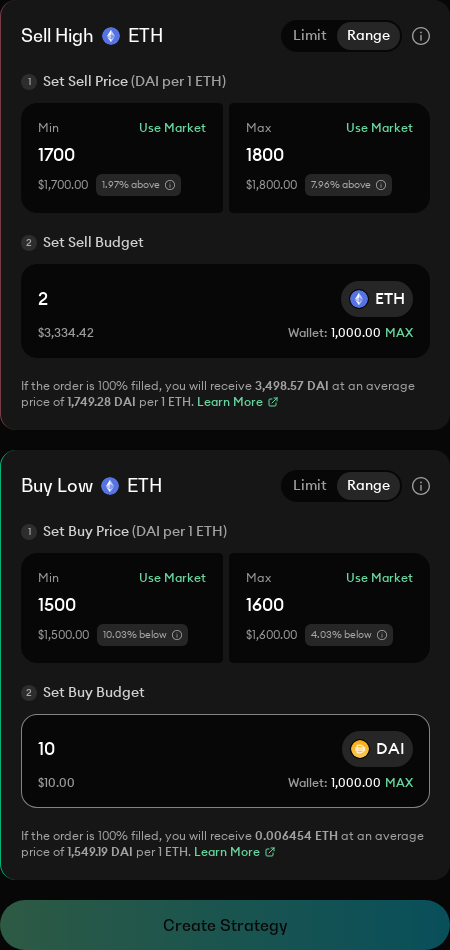 Sell High ETH Limit Range
1 Set Sell Price (DAI per 1 ETH)
Min Use Market Max Use Market
1700 1800
$1,700.00 1.97% above $1,800.00 7.96% above
2 Set Sell Budget
2 ETH
$3,334.42 Wallet: 1,000.00 MAX
If the order is 100% filled, you will receive 3,498.57 DAI at an average
price of 1,749.28 DAI per 1 ETH. Learn More
Buy Low ETH Limit Range
1 Set Buy Price (DAI per 1 ETH)
Min Use Market Max Use Market
1500 1600
$1,500.00 10.03% below $1,600.00 4.03% below
2 Set Buy Budget
10 DAI
$10.00 Wallet: 1,000.00 MAX
If the order is 100% filled, you will receive 0.006454 ETH at an average
price of 1,549.19 DAI per 1 ETH. Learn More
Create Strategy